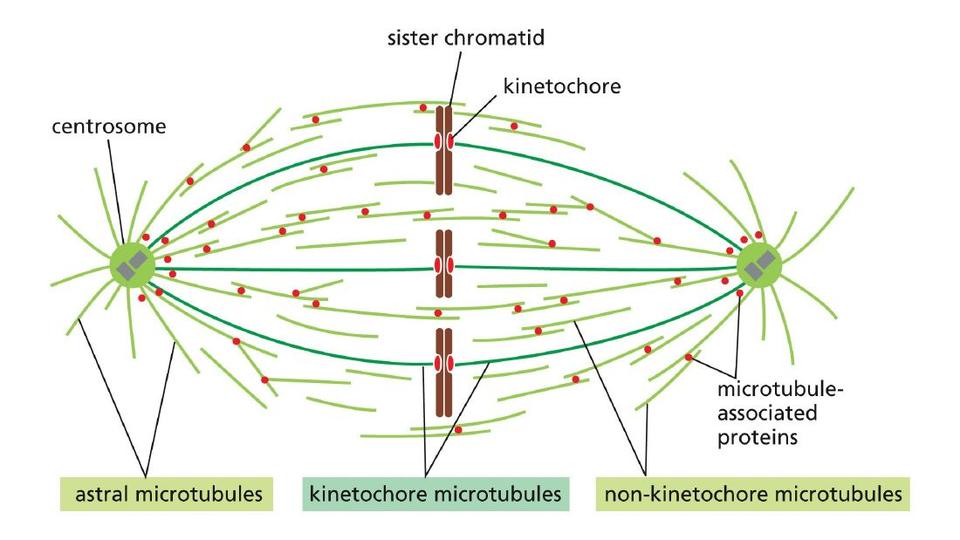 sister chromatid
kinetochore
centrosome
microtubule-
associated
proteins
astral microtubules
kinetochore microtubules
non-kinetochore microtubules